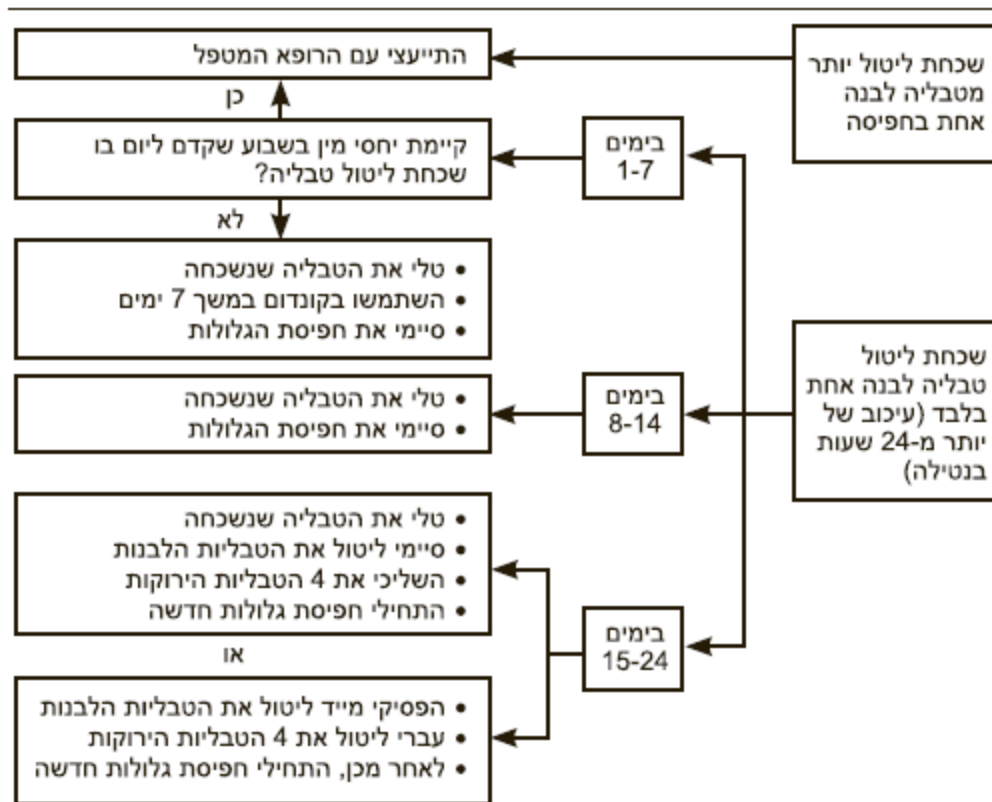 שכחת ליטול יותר
מטבליה לבנה
אחת בחפיסה
התייעצי עם הרופא המטפל
כן
בימים
1-7
קיימת יחסי מין בשבוע שקדם ליום בו
שכחת ליטול טבליה?
לא
• טלי את הטבליה שנשכחה
• השתמשו בקונדום במשך 7 ימים
• סיימי את חפיסת הגלולות
שכחת ליטול
טבליה לבנה אחת
בלבד (עיכוב של
יותר מ-24 שעות
בנטילה)
בימים
8-14
• טלי את הטבליה שנשכחה
• סיימי את חפיסת הגלולות
בימים
15-24
• טלי את הטבליה שנשכחה
• סיימי ליטול את הטבליות הלבנות
• השליכי את 4 הטבליות הירוקות
• התחילי חפיסת גלולות חדשה
או
• הפסיקי מייד ליטול את הטבליות הלבנות
• עברי ליטול את 4 הטבליות הירוקות
• לאחר מכן, התחילי חפיסת גלולות חדשה